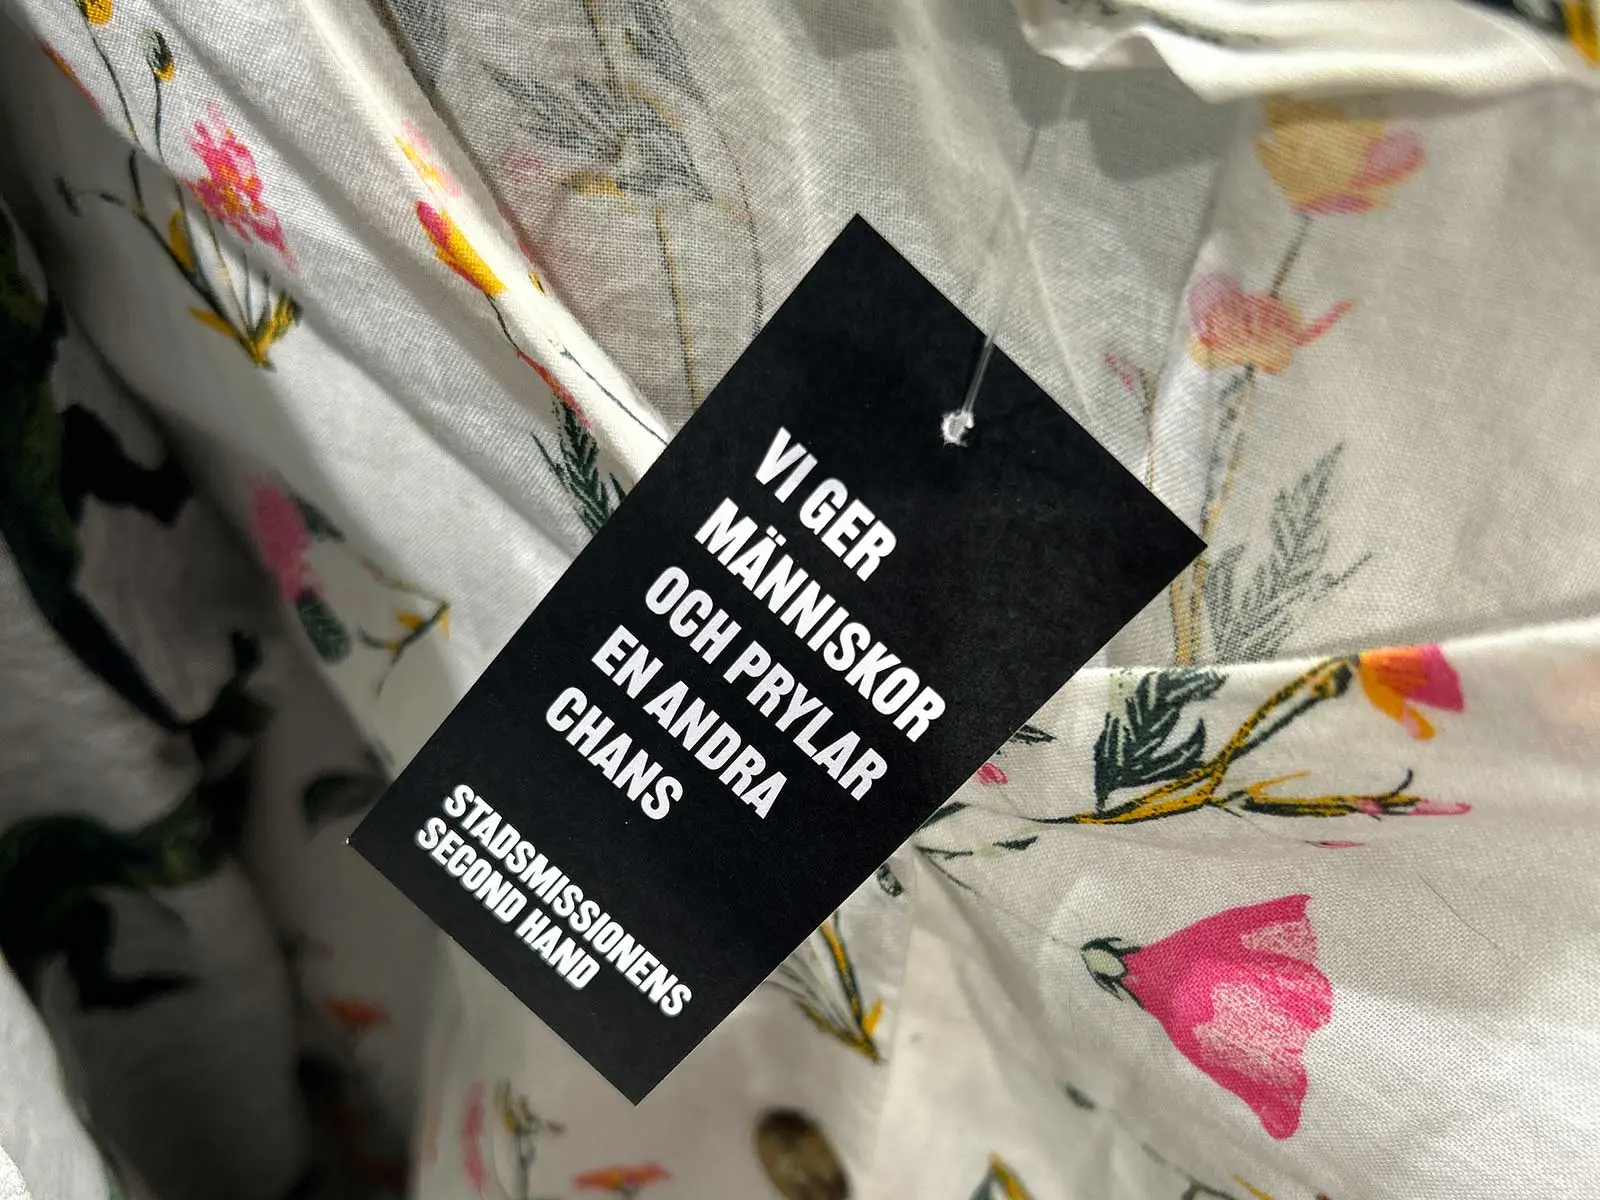 VI GER
MÄNNISKOR
OCH PRYLAR
EN ANDRA
CHANS
STADSMISSIONENS
SECOND HAND